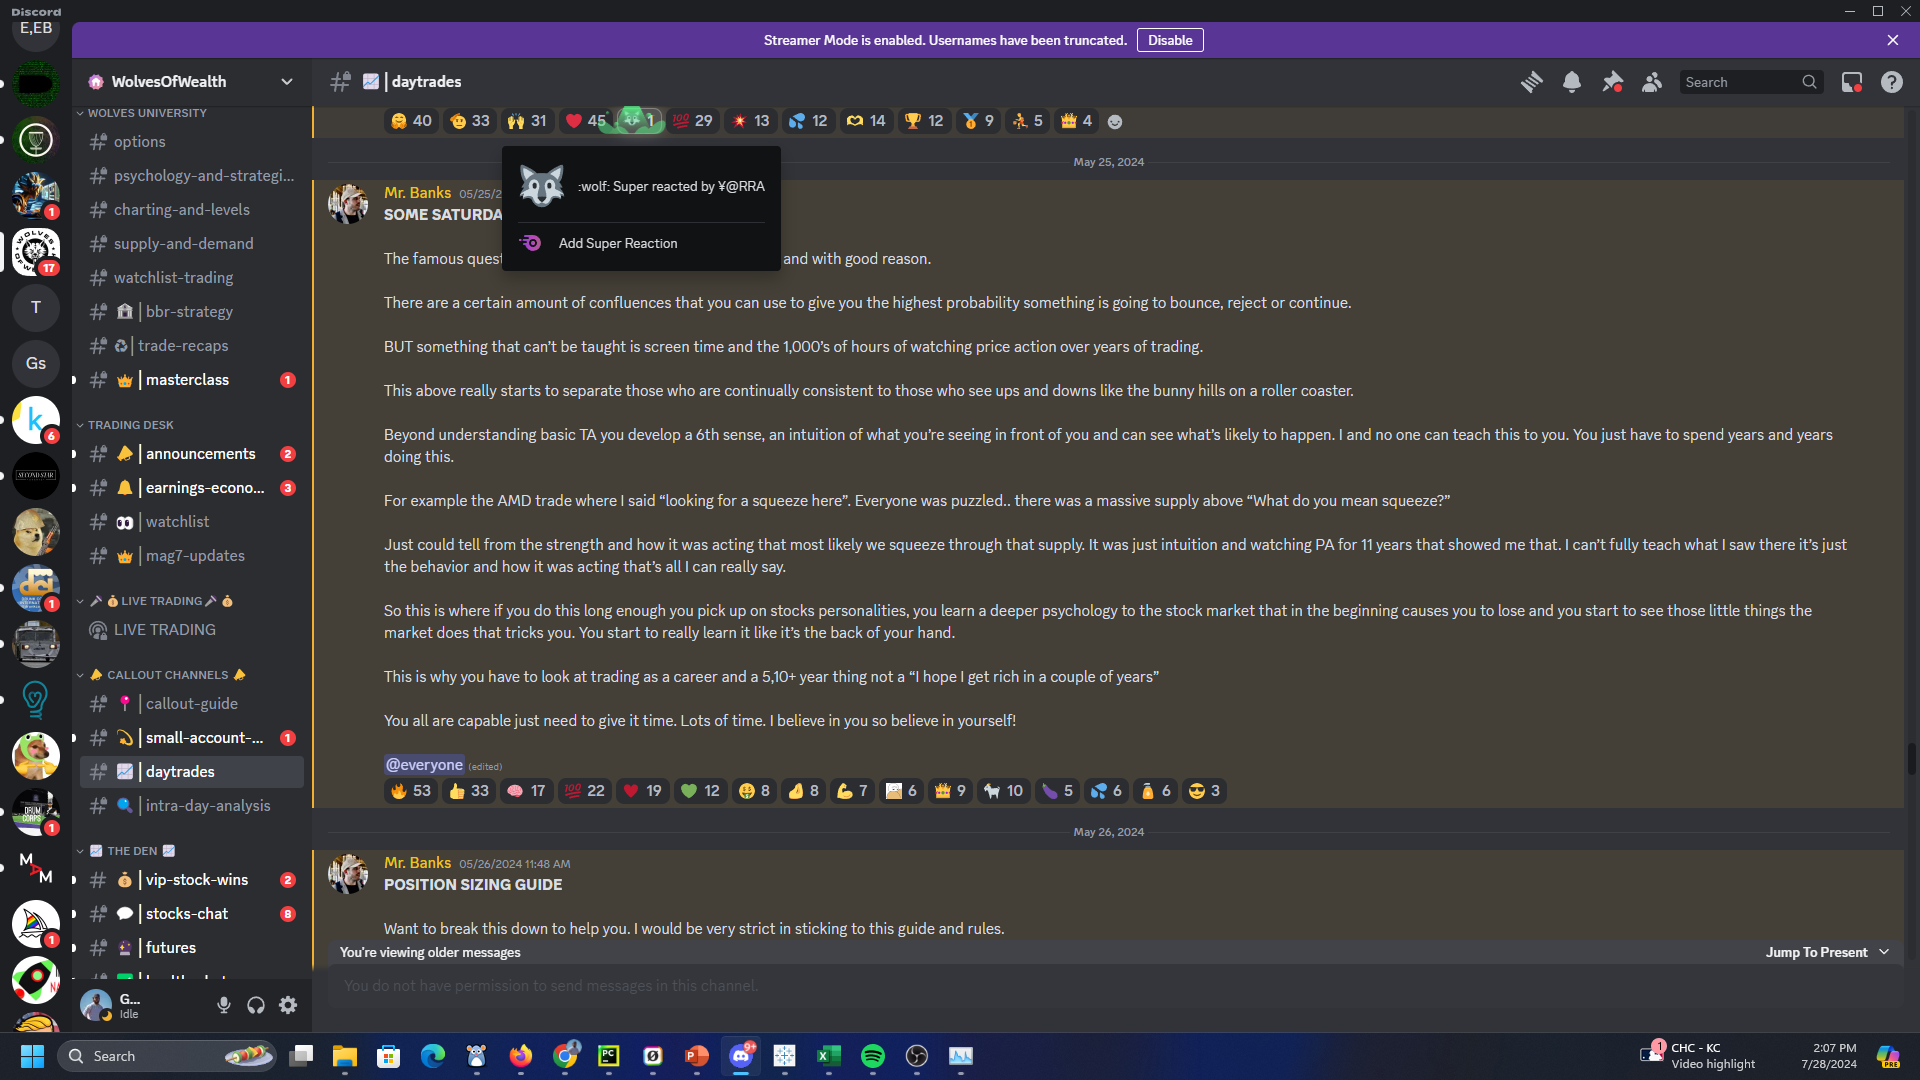 Discord
E,EB
Streamer Mode is enabled. Usernames have been truncated.
Disable
WolvesOfWealth
| daytrades
Search
WOLVES UNIVERSITY
options
psychology-and-strategi...
charting-and-levels
supply-and-demand
watchlist-trading
| bbr-strategy
| trade-recaps
| masterclass
1
TRADING DESK
| announcements
2
| earnings-econo...
3
| watchlist
| mag7-updates
LIVE TRADING
LIVE TRADING
CALLOUT CHANNELS
| callout-guide
| small-account-...
1
| daytrades
| intra-day-analysis
THE DEN
| vip-stock-wins
2
| stocks-chat
8
| futures
1
17
T
Gs
k
6
SECOND STAR
1
1
DRUM CORPS
MAM
1
40
33
31
45
1
29
13
12
14
12
9
5
4
May 25, 2024
:wolf: Super reacted by ¥@RRA
Add Super Reaction
Mr. Banks 05/25/2
SOME SATURDA
The famous quest and with good reason.
There are a certain amount of confluences that you can use to give you the highest probability something is going to bounce, reject or continue.
BUT something that can’t be taught is screen time and the 1,000’s of hours of watching price action over years of trading.
This above really starts to separate those who are continually consistent to those who see ups and downs like the bunny hills on a roller coaster.
Beyond understanding basic TA you develop a 6th sense, an intuition of what you’re seeing in front of you and can see what’s likely to happen. I and no one can teach this to you. You just have to spend years and years
doing this.
For example the AMD trade where I said “looking for a squeeze here”. Everyone was puzzled.. there was a massive supply above “What do you mean squeeze?”
Just could tell from the strength and how it was acting that most likely we squeeze through that supply. It was just intuition and watching PA for 11 years that showed me that. I can’t fully teach what I saw there it’s just
the behavior and how it was acting that’s all I can really say.
So this is where if you do this long enough you pick up on stocks personalities, you learn a deeper psychology to the stock market that in the beginning causes you to lose and you start to see those little things the
market does that tricks you. You start to really learn it like it’s the back of your hand.
This is why you have to look at trading as a career and a 5,10+ year thing not a “I hope I get rich in a couple of years”
You all are capable just need to give it time. Lots of time. I believe in you so believe in yourself!
@everyone (edited)
53
33
17
22
19
12
8
8
7
6
9
10
5
6
6
3
May 26, 2024
Mr. Banks 05/26/2024 11:48 AM
POSITION SIZING GUIDE
Want to break this down to help you. I would be very strict in sticking to this guide and rules.
You're viewing older messages
Jump To Present
You do not have permission to send messages in this channel.
G...
Idle
Search
9+
1
CHC - KC
Video highlight
2:07 PM
7/28/2024
PRE